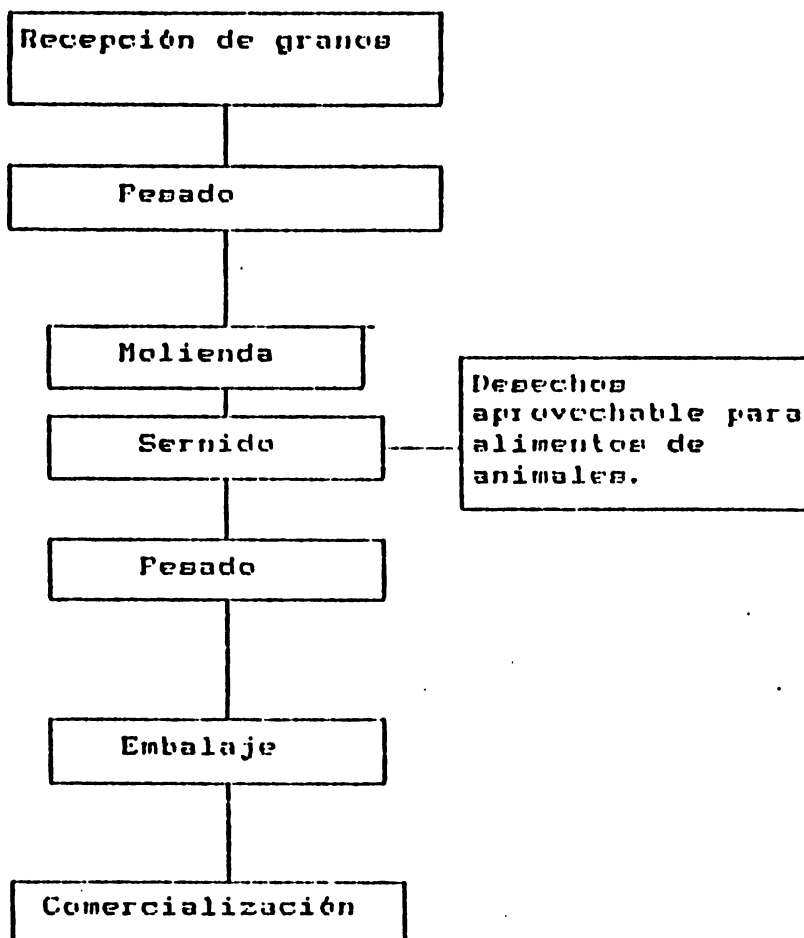 Recepción de granos
Pesado
Molienda
Sernido
Desechos
aprovechable para
alimentos de
animales.
Pesado
Embalaje
Comercialización